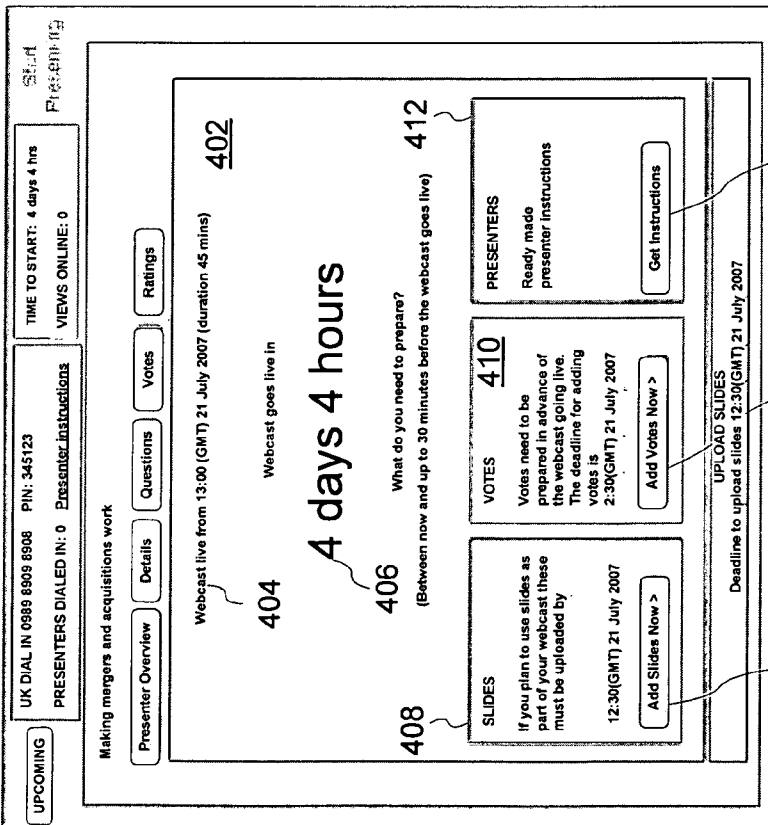 UPCOMING
UK DIAL IN 0989 8909 8908 PIN: 345123
PRESENTERS DIALED IN: 0 Presenter instructions
TIME TO START: 4 days 4 hrs
VIEWS ONLINE: 0
Start
Presenting
Making mergers and acquisitions work
Presenter Overview
Details
Questions
Votes
Ratings
Webcast live from 13:00 (GMT) 21 July 2007 (duration 45 mins)
402
404
Webcast goes live in
4 days 4 hours
406
What do you need to prepare?
(Between now and up to 30 minutes before the webcast goes live)
408
SLIDES
If you plan to use slides as
part of your webcast these
must be uploaded by
12:30(GMT) 21 July 2007
Add Slides Now >
VOTES
410
Votes need to be
prepared in advance of
the webcast going live.
The deadline for adding
votes is
2:30(GMT) 21 July 2007
Add Votes Now >
412
PRESENTERS
Ready made
presenter instructions
Get Instructions
UPLOAD SLIDES
Deadline to upload slides 12:30(GMT) 21 July 2007